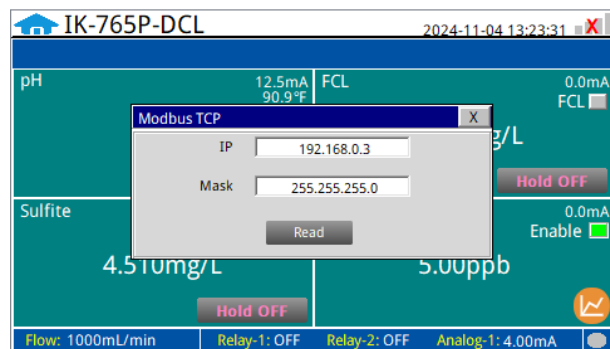 IK-765P-DCL
2024-11-04 13:23:31
X
pH
12.5mA
90.9°F
FCL
0.0mA
FCL
g/L
Hold OFF
Modbus TCP
X
IP
192.168.0.3
Mask
255.255.255.0
Read
Sulfite
4.510mg/L
Hold OFF
0.0mA
Enable
5.00ppb
Flow: 1000mL/min
Relay-1: OFF
Relay-2: OFF
Analog-1: 4.00mA